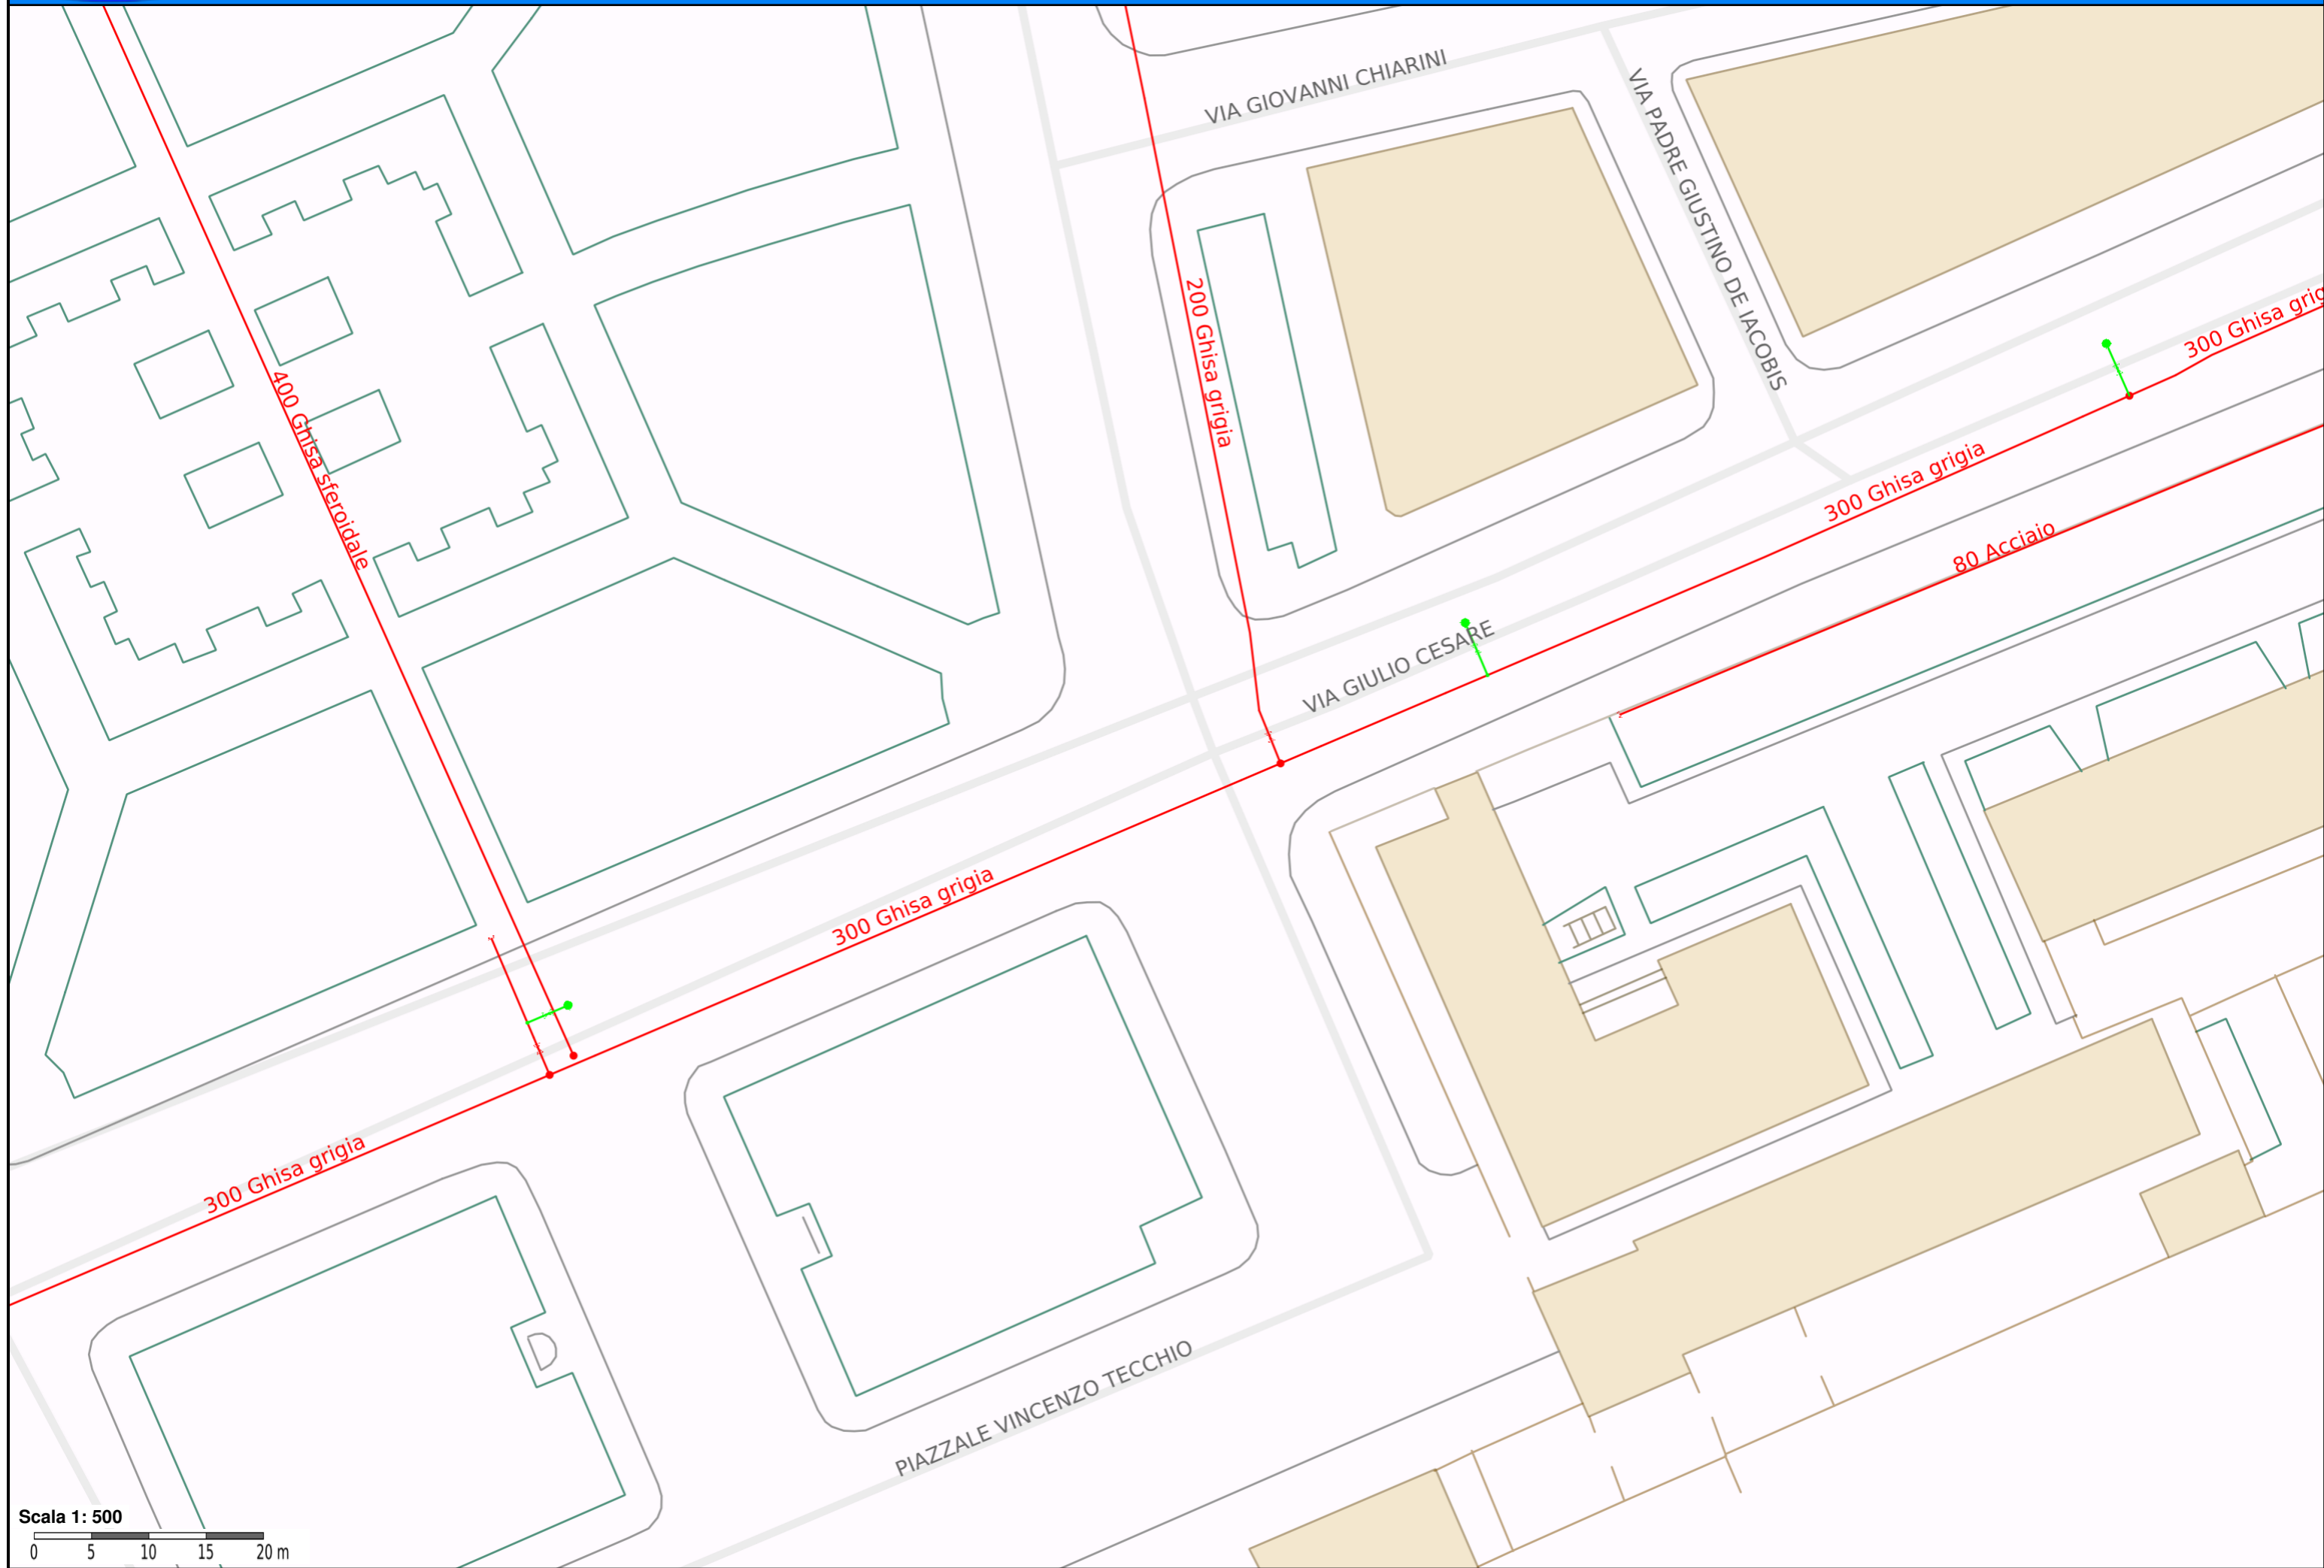 VIA GIOVANNI CHIARINI
VIA PADRE GIUSTINO DE IACOBIS
200 Ghisa grigia
300 Ghisa grig
400 Ghisa sferoidale
300 Ghisa grigia
80 Acciaio
VIA GIULIO CESARE
300 Ghisa grigia
300 Ghisa grigia
PIAZZALE VINCENZO TECCHIO
Scala 1: 500
0 5 10 15 20 m